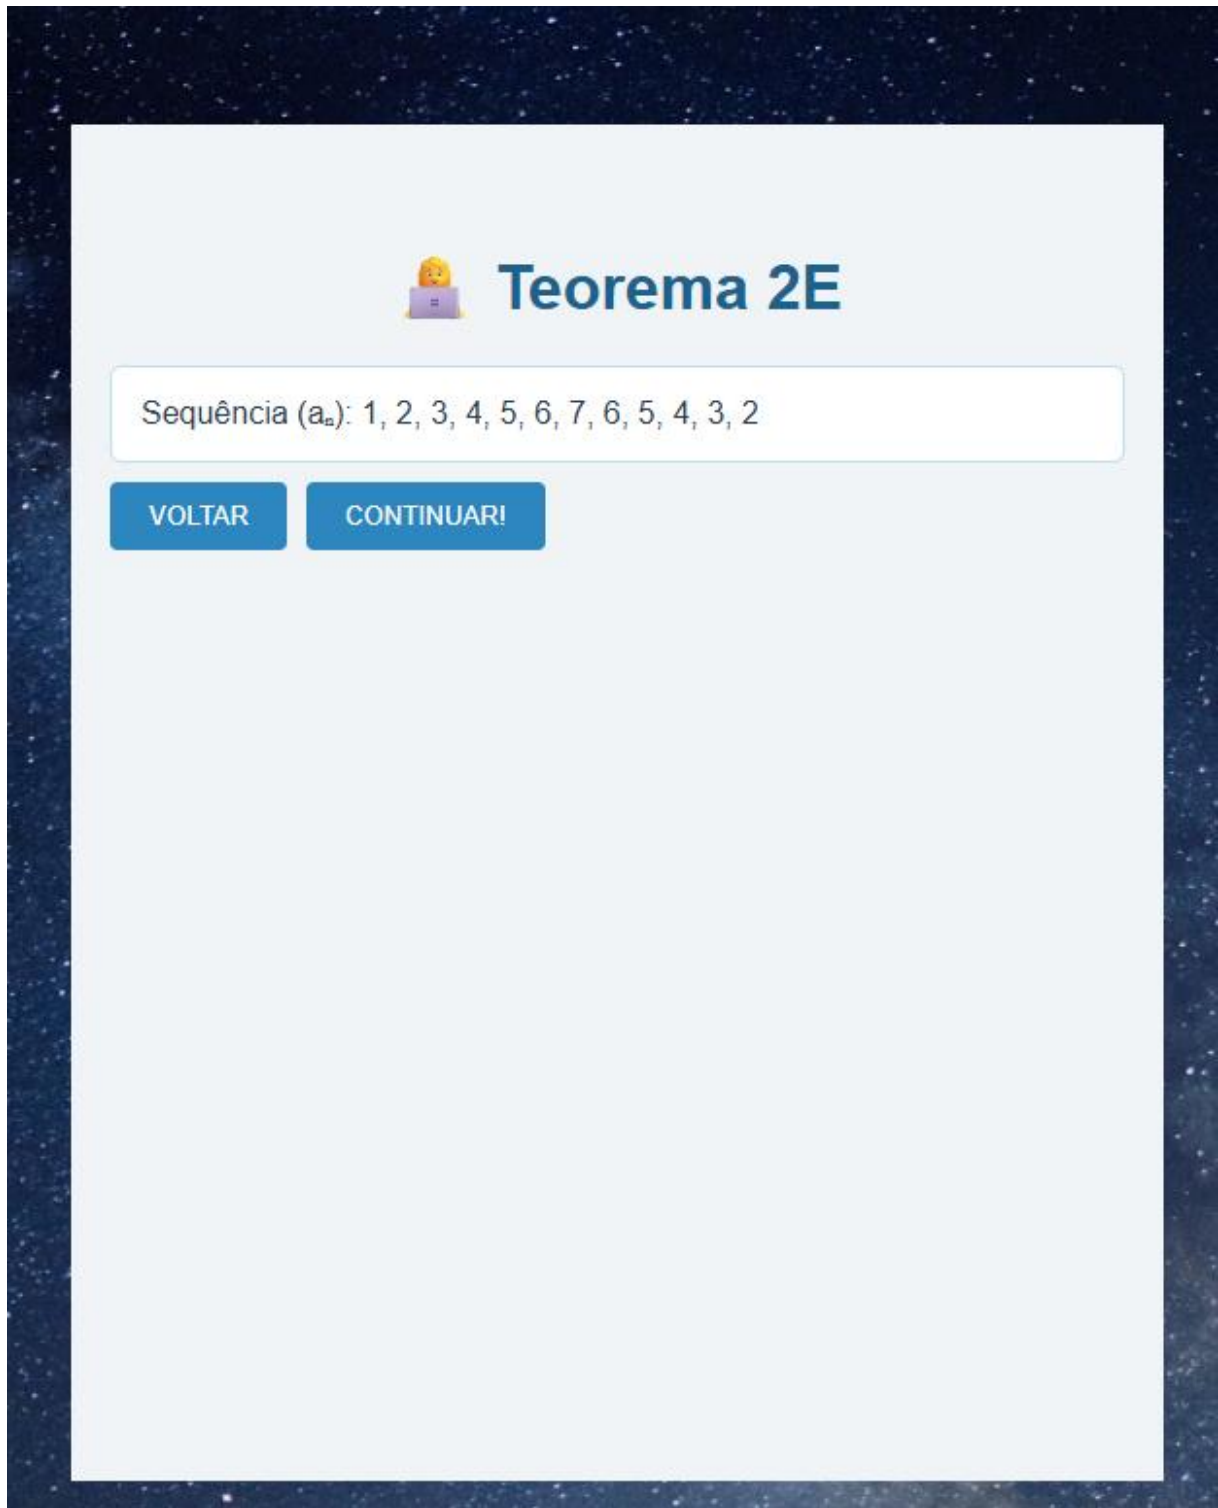 Teorema 2E
Sequência (aₙ): 1, 2, 3, 4, 5, 6, 7, 6, 5, 4, 3, 2
VOLTAR CONTINUAR!